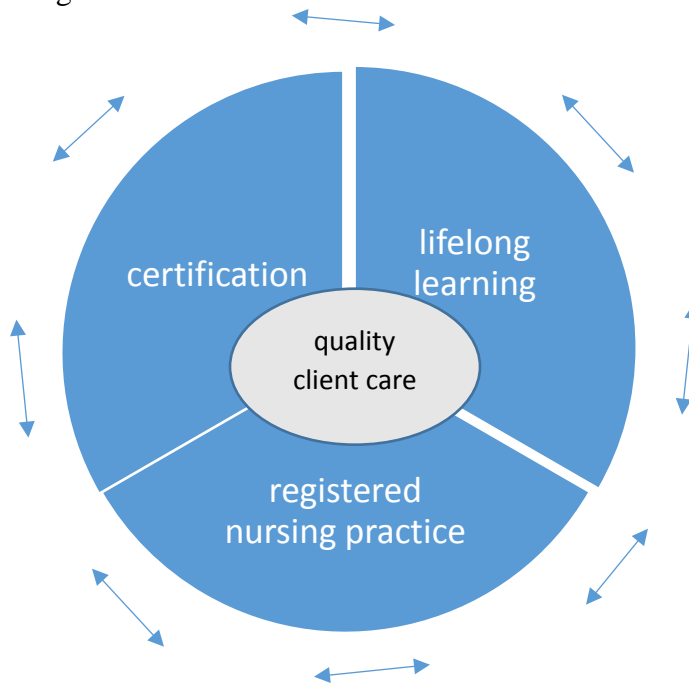 certification
lifelong
learning
quality
client care
registered
nursing practice